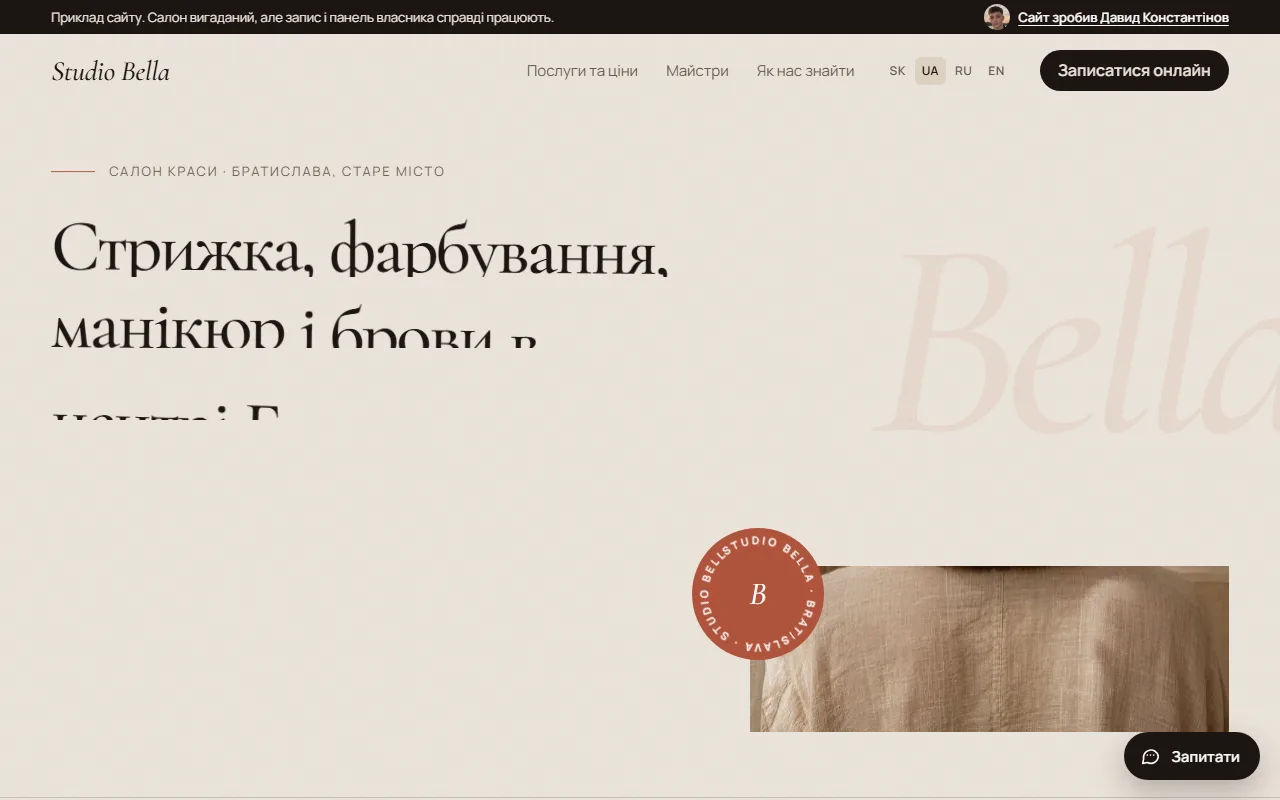 Приклад сайту. Салон вигаданий, але запис і панель власника справді працюють.
Сайт зробив Давид Константінов
Studio Bella
Послуги та ціни
Майстри
Як нас знайти
SK
UA
RU
EN
Записатися онлайн
САЛОН КРАСИ · БРАТИСЛАВА, СТАРЕ МІСТО
Стрижка, фарбування,
манікюр і брови в
Bella
STUDIO BELLA · BRATISLAVA · STUDIO BELL
B
Запитати